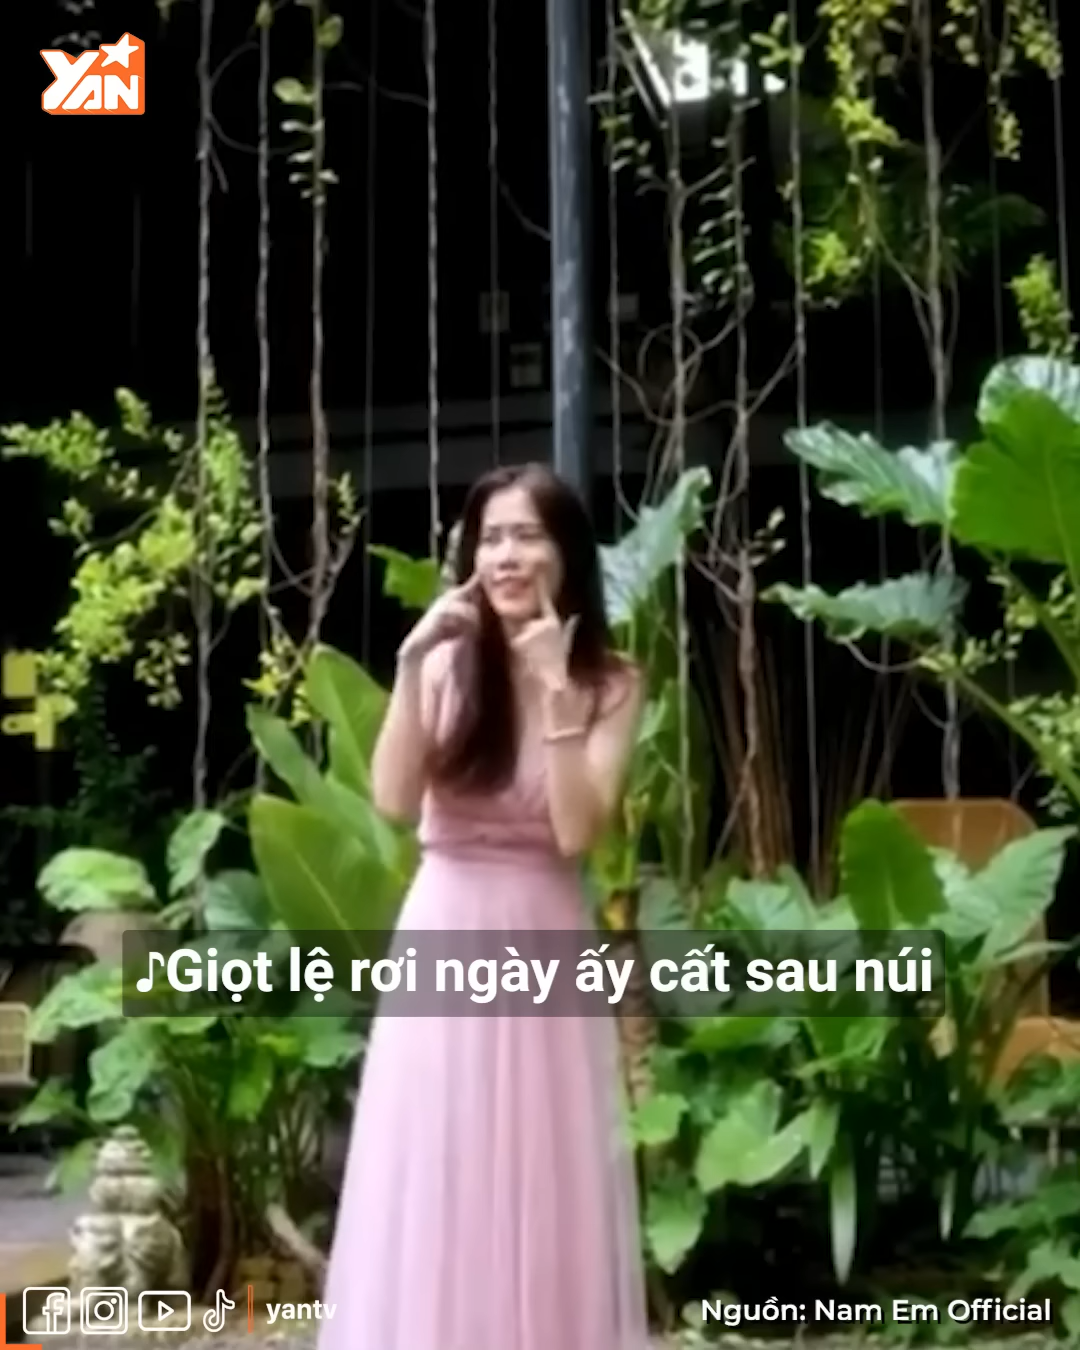 YAN
♪Giọt lệ rơi ngày ấy cất sau núi
yantv
Nguồn: Nam Em Official